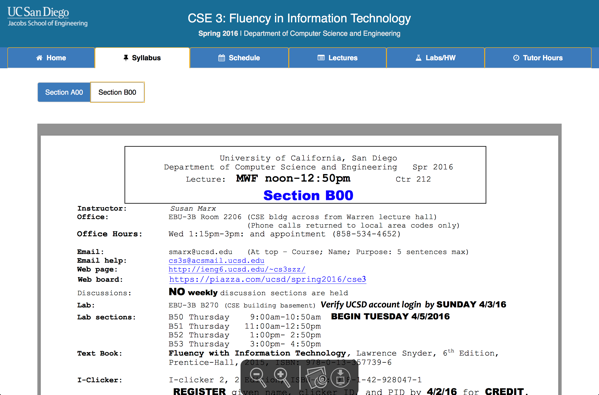 UC San Diego
Jacobs School of Engineering
CSE 3: Fluency in Information Technology
Spring 2016 | Department of Computer Science and Engineering
Home
Syllabus
Schedule
Lectures
Labs/HW
Tutor Hours
Section A00
Section B00
University of California, San Diego
Department of Computer Science and Engineering Spr 2016
Lecture: MWF noon-12:50pm Ctr 212
Section B00
Instructor: Susan Marx
Office: EBU-3B Room 2206 (CSE bldg across from Warren lecture hall)
(Phone calls returned to local area codes only)
Office Hours: Wed 1:15pm-3pm: and appointment (858-534-4652)
Email: smarx@ucsd.edu (At top – Course; Name; Purpose: 5 sentences max)
Email help: cs3s@acsmail.ucsd.edu
Web page: http://ieng6.ucsd.edu/~cs3szz/
Web board: https://piazza.com/ucsd/spring2016/cse3
Discussions: NO weekly discussion sections are held
Lab: EBU-3B B270 (CSE building basement) Verify UCSD account login by SUNDAY 4/3/16
Lab sections: B50 Thursday 9:00am-10:50am BEGIN TUESDAY 4/5/2016
B51 Thursday 11:00am-12:50pm
B52 Thursday 1:00pm- 2:50pm
B53 Thursday 3:00pm- 4:50pm
Text Book: Fluency with Information Technology, Lawrence Snyder, 6th Edition,
Prentice-Hall, 2015, ISBN: 978-0-13-357739-6
I-Clicker: I-clicker 2, 2 -1-42-928047-1
REGISTER given name, clicker ID, and PID by 4/2/16 for CREDIT.